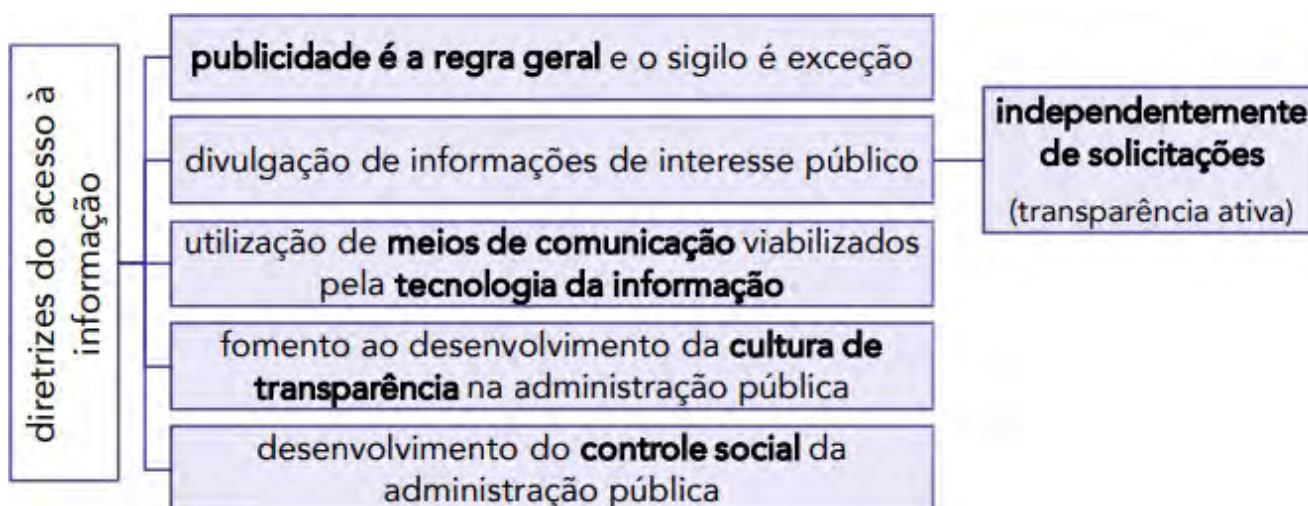 diretrizes do acesso à
informação
publicidade é a regra geral e o sigilo é exceção
divulgação de informações de interesse público
independentemente
de solicitações
(transparência ativa)
utilização de meios de comunicação viabilizados
pela tecnologia da informação
fomento ao desenvolvimento da cultura de
transparência na administração pública
desenvolvimento do controle social da
administração pública